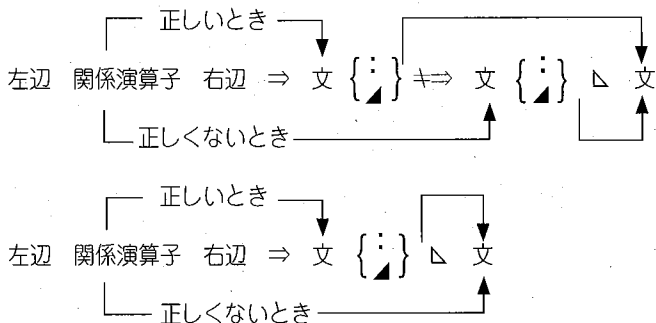 正しいとき
左辺 関係演算子 右辺 ⇒ 文 {:◢} ≠⇒ 文 {:◢} ⊿ 文
正しくないとき
正しいとき
左辺 関係演算子 右辺 ⇒ 文 {:◢} ⊿ 文
正しくないとき